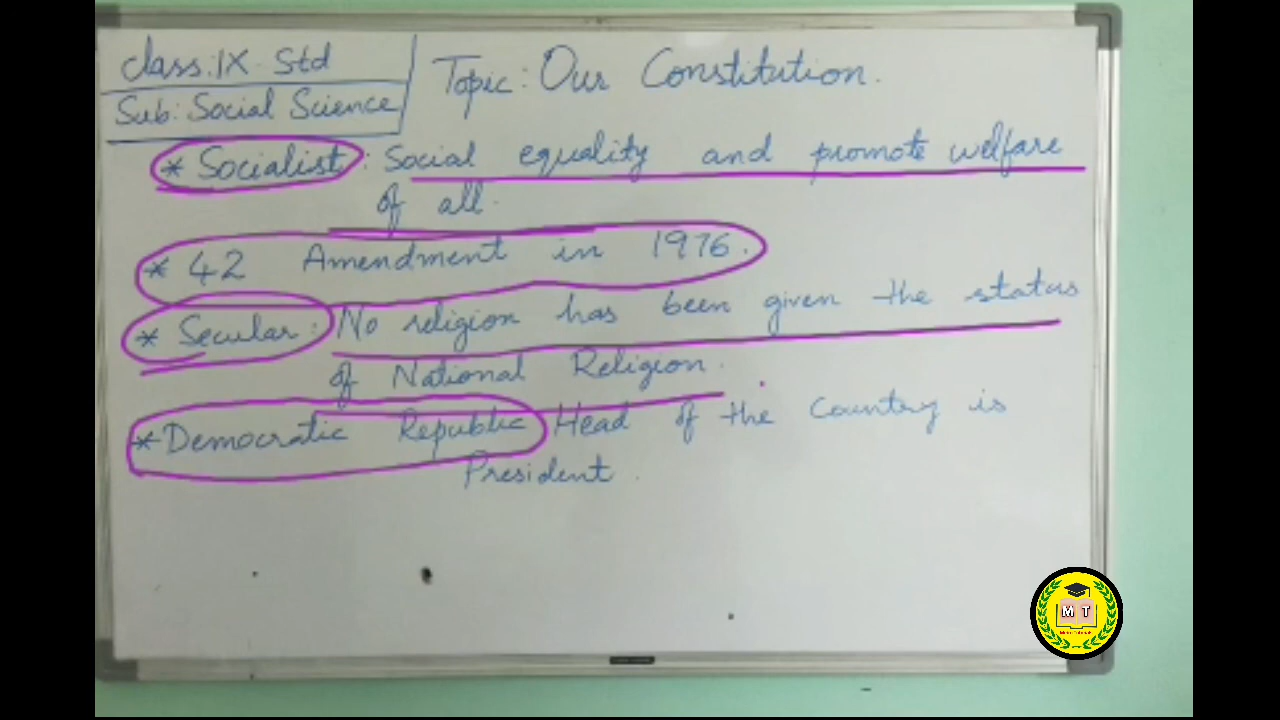 Class: IX Std
Sub: Social Science
Topic: Our Constitution.
* Socialist: Social equality and promote welfare
of all.
* 42 Amendment in 1976.
* Secular: No religion has been given the status
of National Religion.
* Democratic Republic Head of the Country is
President.
M T